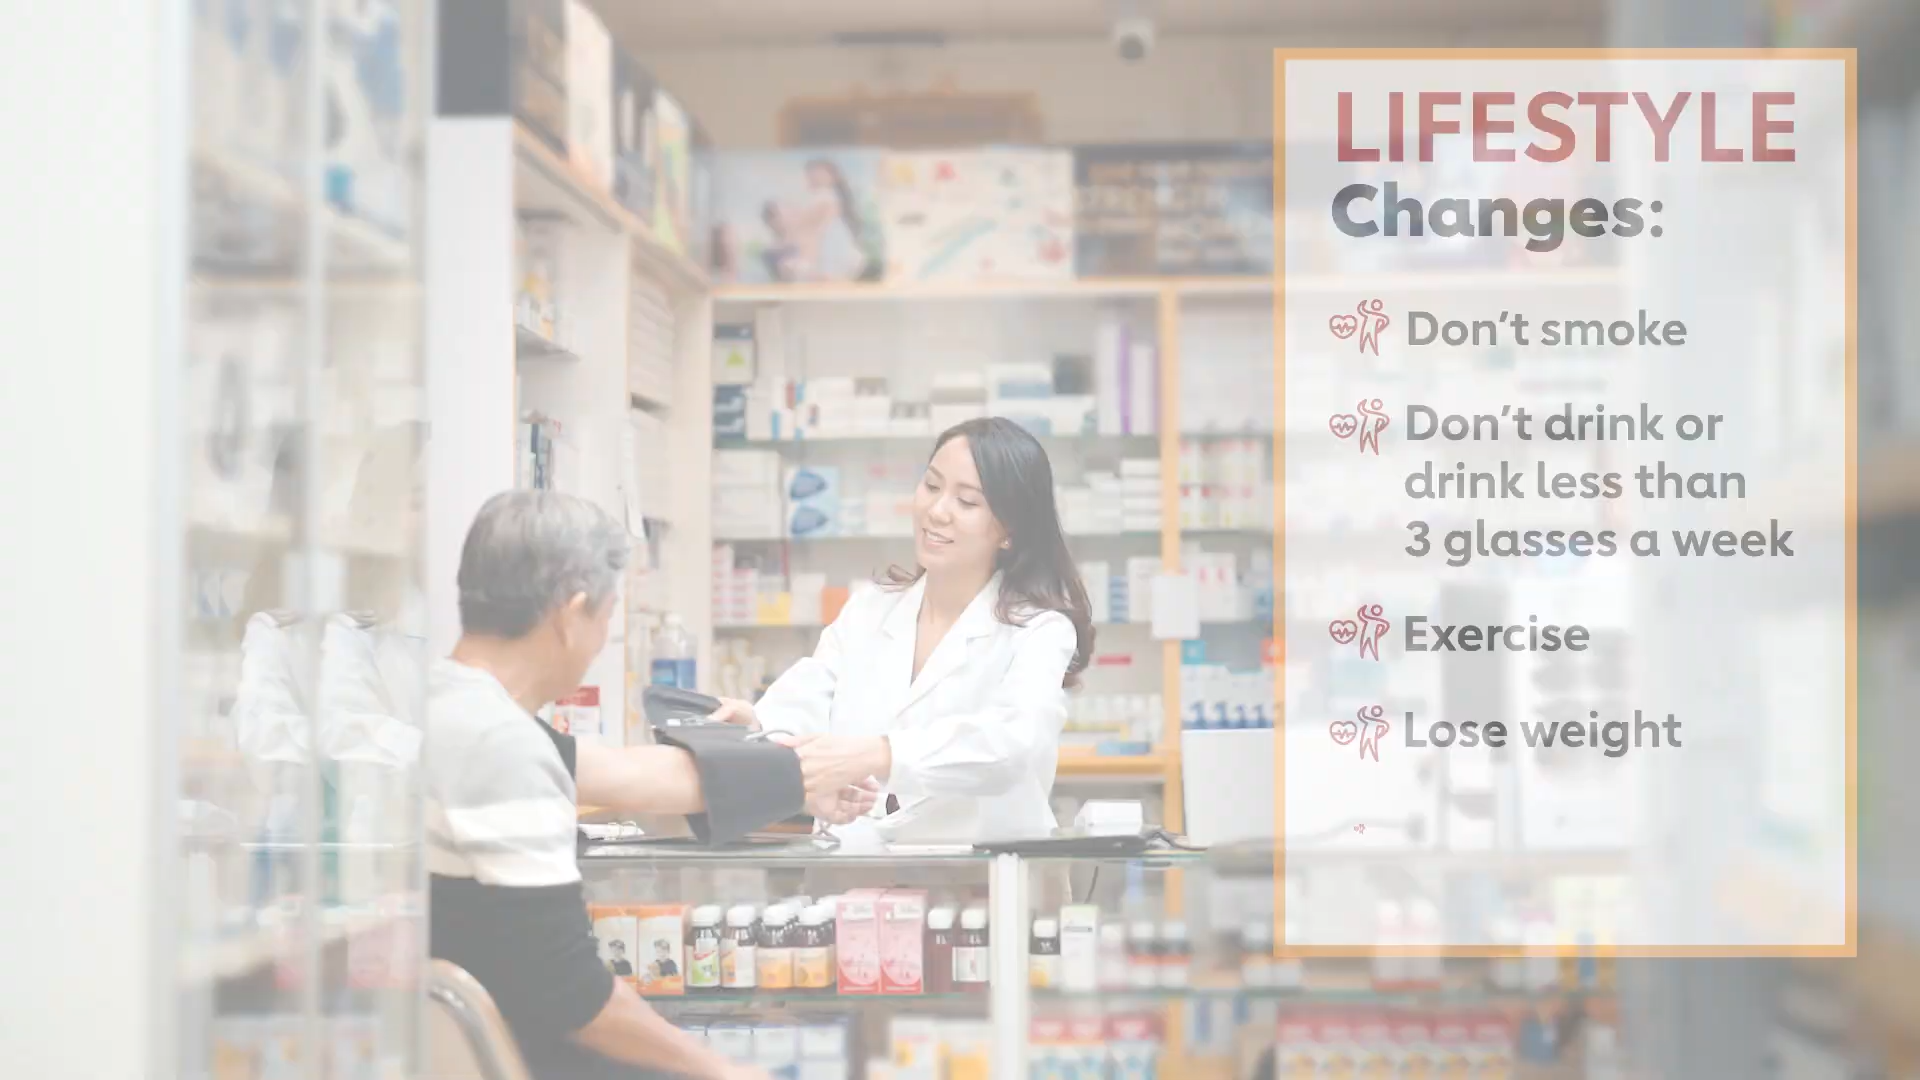 LIFESTYLE
Changes:
Don't smoke
Don't drink or
drink less than
3 glasses a week
Exercise
Lose weight